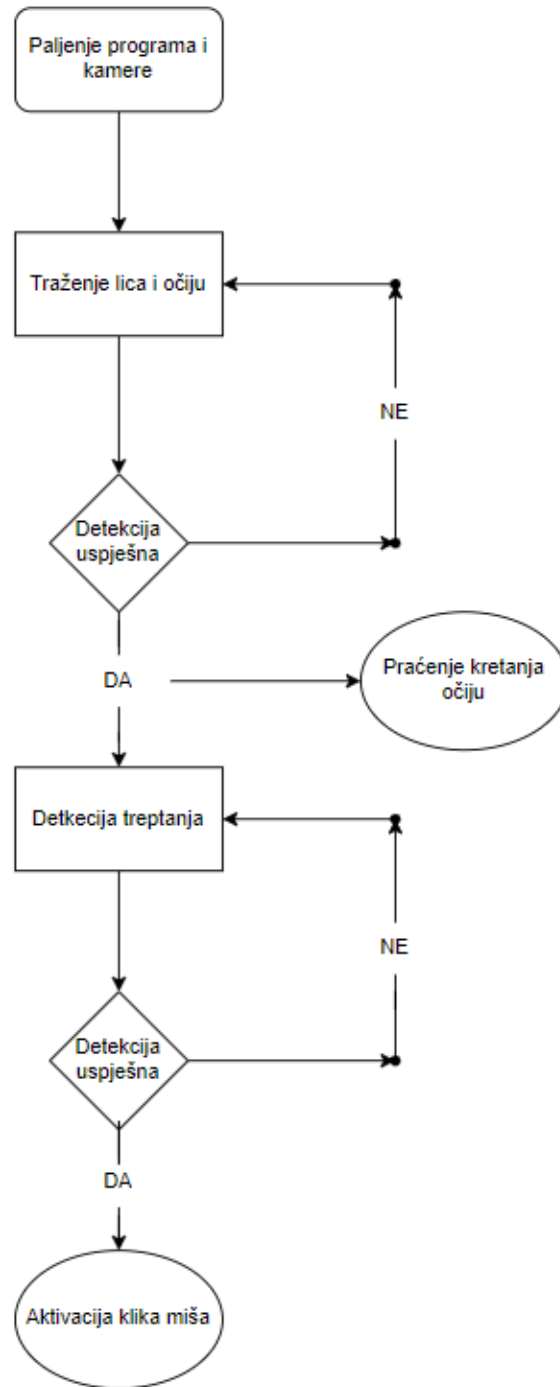 Paljenje programa i
kamere
Traženje lica i očiju
NE
Detekcija
uspješna
DA
Praćenje kretanja
očiju
Detkecija treptanja
NE
Detekcija
uspješna
DA
Aktivacija klika miša